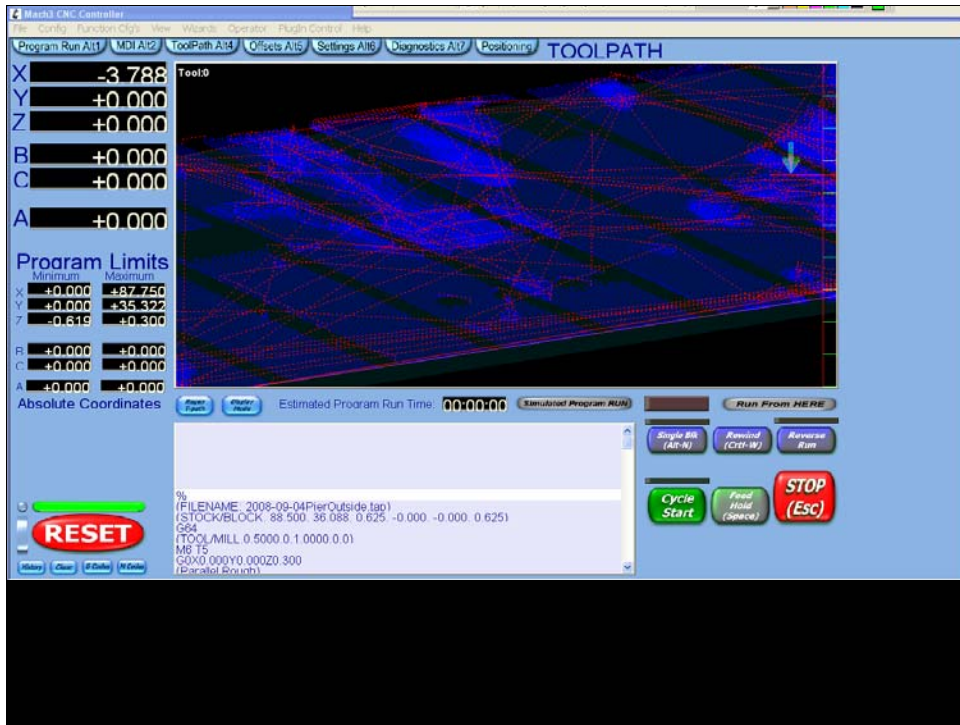 Mach3 CNC Controller
File Config Function Cfg's View Wizards Operator PlugIn Control Help
Program Run Alt1 MDI Alt2 ToolPath Alt4 Offsets Alt5 Settings Alt6 Diagnostics Alt7 Positioning TOOLPATH
X -3.788
Tool:0
Y +0.000
Z +0.000
B +0.000
C +0.000
A +0.000
Program Limits
Minimum Maximum
X +0.000 +87.750
Y +0.000 +35.322
Z -0.619 +0.300
B +0.000 +0.000
C +0.000 +0.000
A +0.000 +0.000
Absolute Coordinates
Regen T-path
Display Mode
Estimated Program Run Time: 00:00:00
Simulated Program RUN
Run From HERE
Single Blk (Alt-N)
Rewind (Crtl-W)
Reverse Run
%
(FILENAME: 2008-09-04PierOutside.tap)
(STOCK/BLOCK, 88.500, 36.088, 0.625, -0.000, -0.000, 0.625)
G64
(TOOL/MILL,0.5000,0.1,0000,0.0)
M6 T5
G0X0.000Y0.000Z0.300
(Parallel Rough)
Cycle Start
Feed Hold (Space)
STOP (Esc)
RESET
History Clear G Codes M Codes